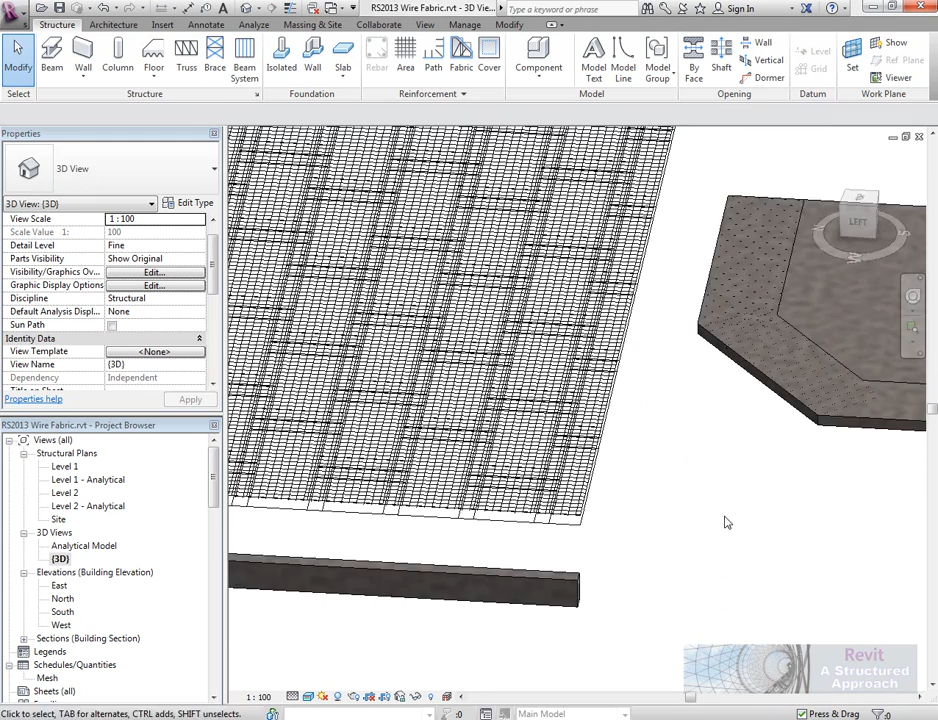 RS2013 Wire Fabric.rvt - 3D Vie...
Type a keyword or phrase
Sign In
Structure Architecture Insert Annotate Analyze Massing & Site Collaborate View Manage Modify
Modify Beam Wall Column Floor Truss Brace Beam System Isolated Wall Slab Rebar Area Path Fabric Cover Component Model Text Model Line Model Group By Face Shaft Wall Vertical Dormer Level Grid Set Show Ref Plane Viewer
Select Structure Foundation Reinforcement Model Opening Datum Work Plane
Properties
3D View
3D View: {3D} Edit Type
View Scale 1 : 100
Scale Value 1: 100
Detail Level Fine
Parts Visibility Show Original
Visibility/Graphics Ov... Edit...
Graphic Display Options Edit...
Discipline Structural
Default Analysis Displ... None
Sun Path
Identity Data
View Template <None>
View Name {3D}
Dependency Independent
Title on Sheet
Properties help Apply
RS2013 Wire Fabric.rvt - Project Browser
Views (all)
Structural Plans
Level 1
Level 1 - Analytical
Level 2
Level 2 - Analytical
Site
3D Views
Analytical Model
{3D}
Elevations (Building Elevation)
East
North
South
West
Sections (Building Section)
Legends
Schedules/Quantities
Mesh
Sheets (all)
LEFT
W
S
Revit
A Structured
Approach
1 : 100
Click to select, TAB for alternates, CTRL adds, SHIFT unselects.
:0
Main Model
Press & Drag
:0